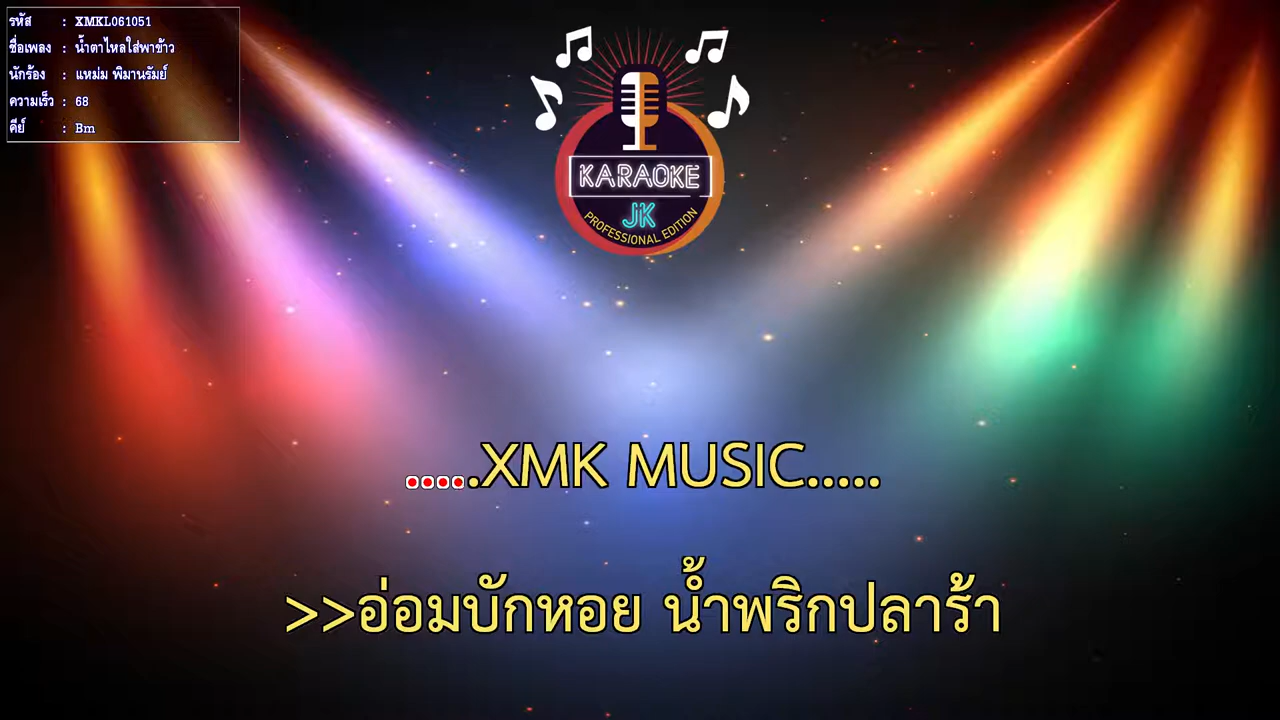 รหัส : XMKL061051
ชื่อเพลง : น้ำตาไหลใส่พาข้าว
นักร้อง : แหม่ม พิมานรัมย์
ความเร็ว : 68
คีย์ : Bm
KARAOKE
JK
PROFESSIONAL EDITION
.....XMK MUSIC.....
>>อ่อมบักหอย น้ำพริกปลาร้า